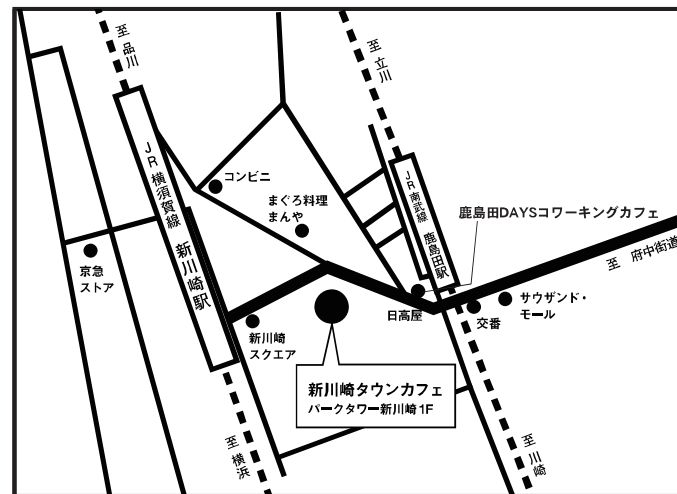 至 品川
至 立川
JR 横須賀線 新川崎駅
JR 南武線 鹿島田駅
コンビニ
まぐろ料理
まんや
鹿島田DAYSコワーキングカフェ
至 府中街道
京急
ストア
日高屋
サウザンド・
モール
交番
新川崎
スクエア
新川崎タウンカフェ
パークタワー新川崎1F
至 横浜
至 川崎